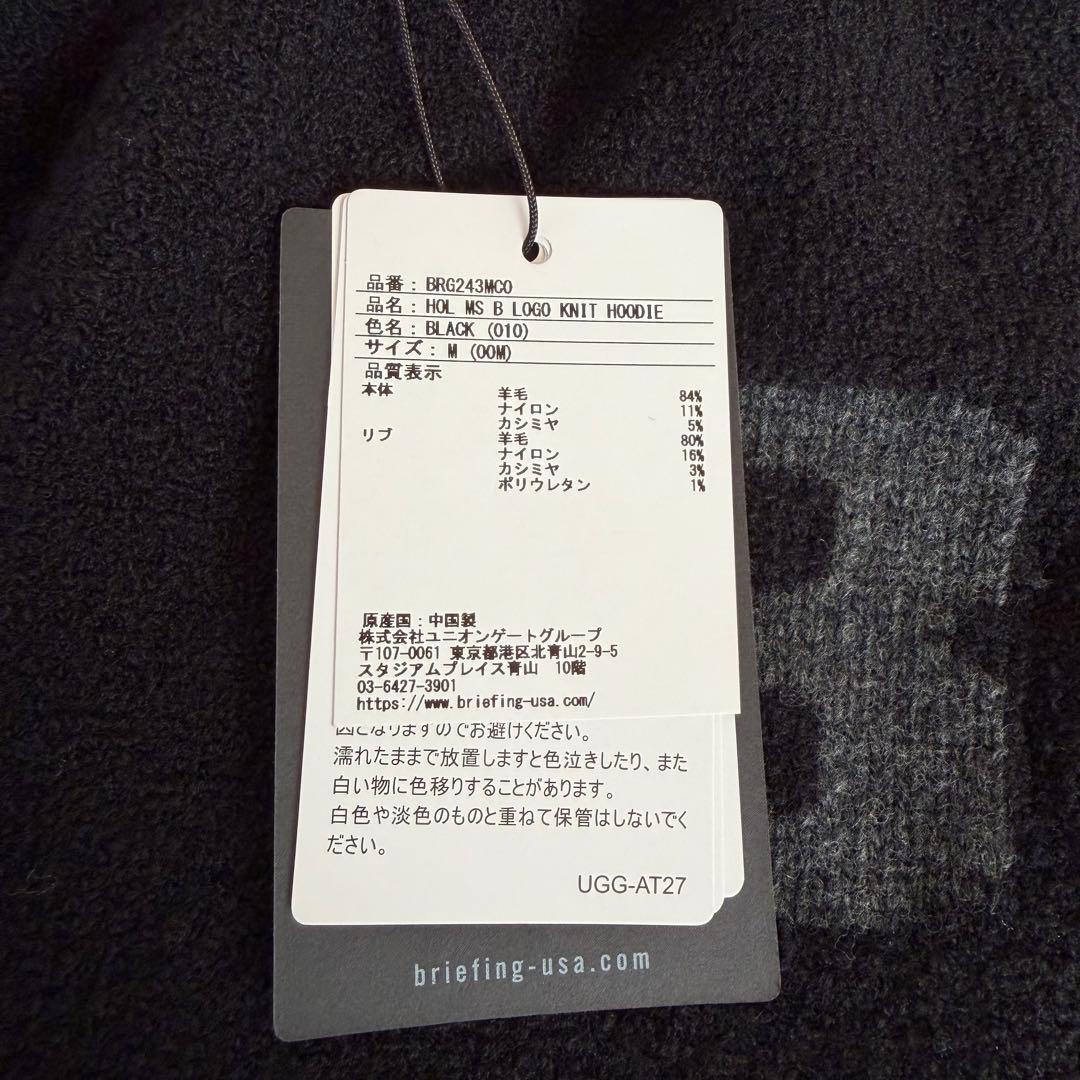 品番：BRG243MC0
品名：HOL MS B LOGO KNIT HOODIE
色名：BLACK (010)
サイズ：M (00M)
品質表示
本体 羊毛 84%
ナイロン 11%
カシミヤ 5%
リブ 羊毛 80%
ナイロン 16%
カシミヤ 3%
ポリウレタン 1%
原産国：中国製
株式会社ユニオンゲートグループ
〒107-0061 東京都港区北青山2-9-5
スタジアムプレイス青山 10階
03-6427-3901
https://www.briefing-usa.com/
因となりますのでお避けください。
濡れたままで放置しますと色泣きしたり、また
白い物に色移りすることがあります。
白色や淡色のものと重ねて保管はしないでく
ださい。
UGG-AT27
briefing-usa.com
B